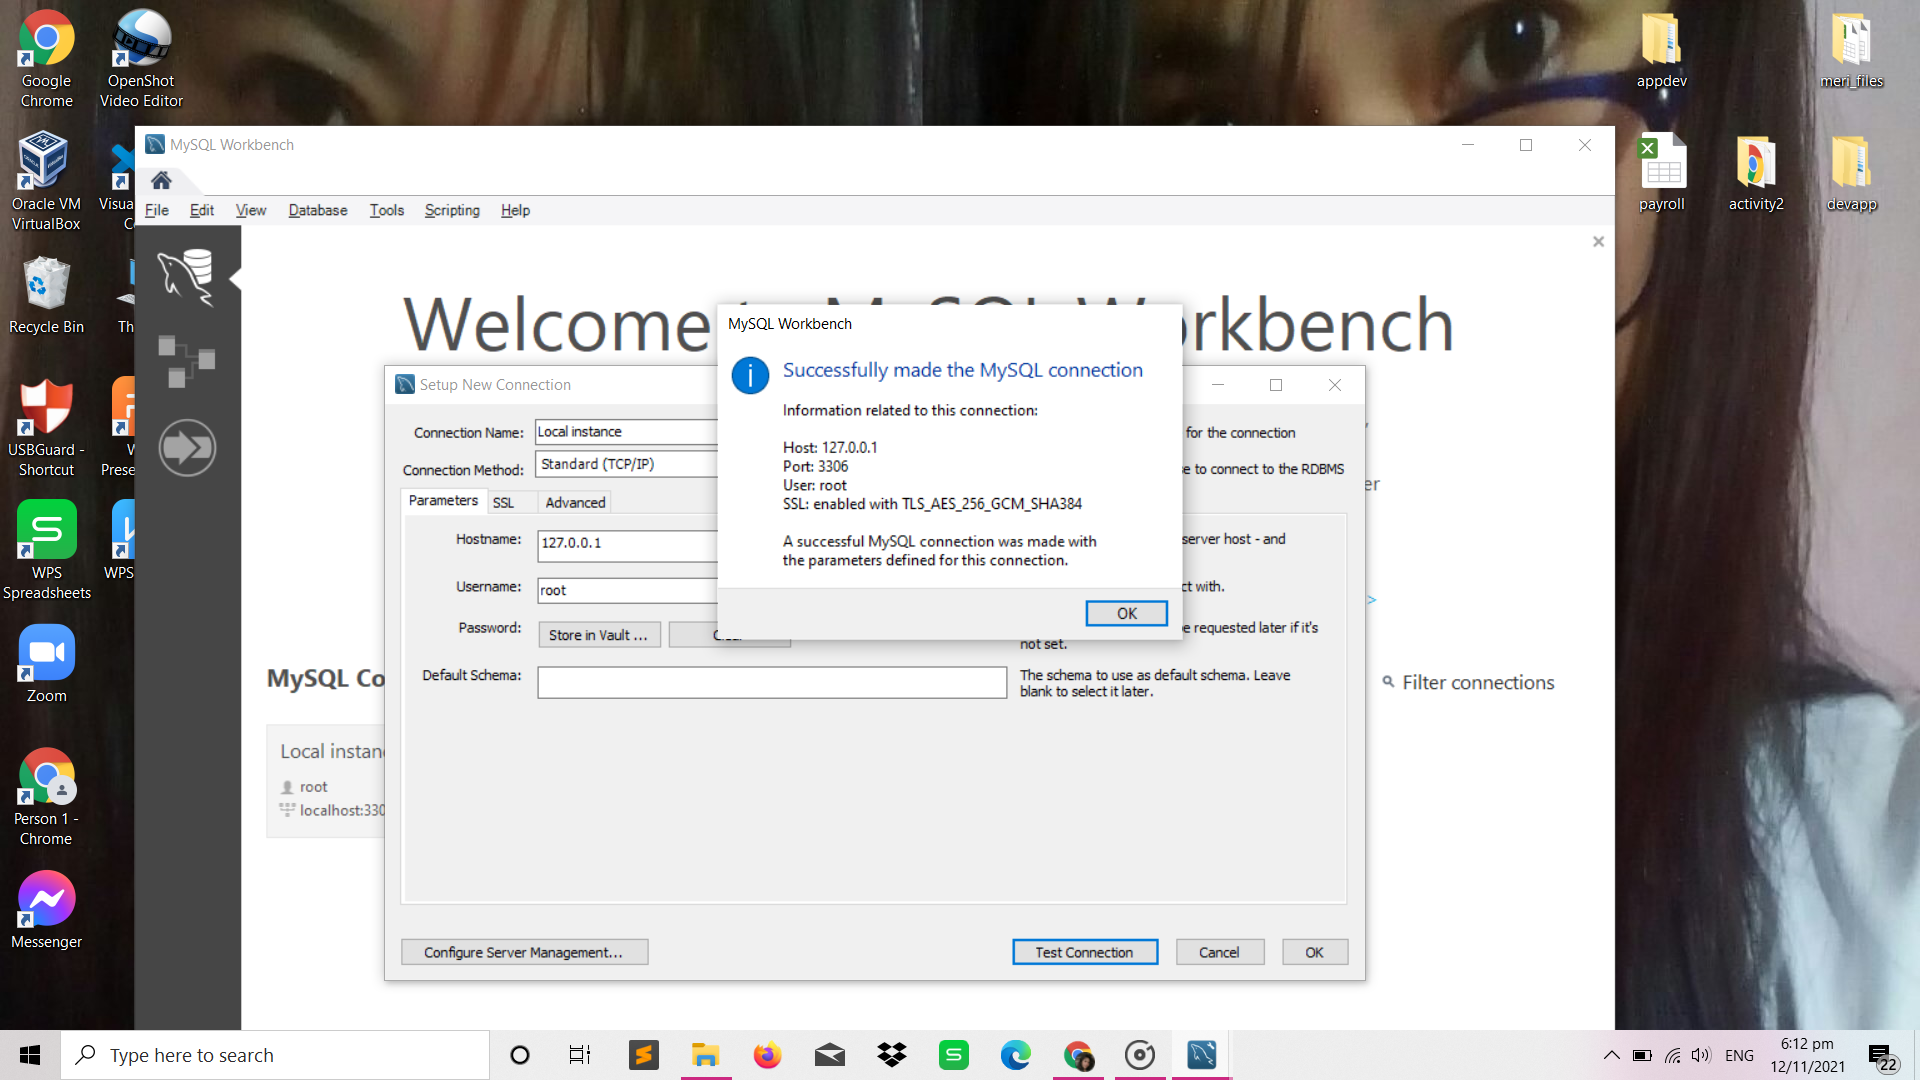 Google
Chrome
OpenShot
Video Editor
appdev
meri_files
Oracle VM
VirtualBox
Visua
payroll
activity2
devapp
Recycle Bin
Th
USBGuard -
Shortcut
W
Prese
WPS
Spreadsheets
WPS
Zoom
Person 1 -
Chrome
Messenger
MySQL Workbench
File Edit View Database Tools Scripting Help
Welcome t
rkbench
MySQL Co
Filter connections
Local instan
root
localhost:330
Setup New Connection
Connection Name: Local instance
for the connection
Connection Method: Standard (TCP/IP)
e to connect to the RDBMS
er
Parameters SSL Advanced
Hostname: 127.0.0.1
server host - and
Username: root
ct with.
Password: Store in Vault ...
e requested later if it's
not set.
Default Schema:
The schema to use as default schema. Leave
blank to select it later.
Configure Server Management...
Test Connection Cancel OK
MySQL Workbench
Successfully made the MySQL connection
Information related to this connection:
Host: 127.0.0.1
Port: 3306
User: root
SSL: enabled with TLS_AES_256_GCM_SHA384
A successful MySQL connection was made with
the parameters defined for this connection.
OK
Type here to search
ENG
6:12 pm
12/11/2021
22